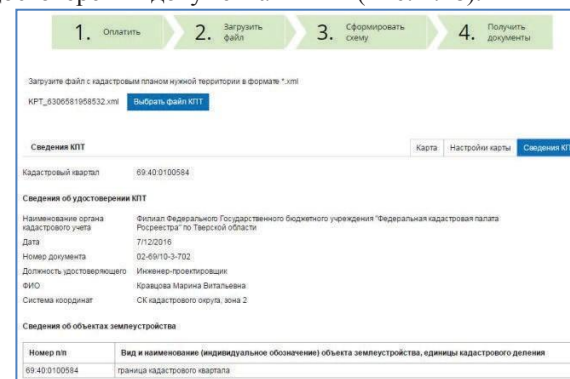 1. Оплатить
2. Загрузить файл
3. Сформировать схему
4. Получить документы
Загрузите файл с кадастровым планом нужной территории в формате *.xml
KPT_6306581958532.xml Выбрать файл КПТ
Сведения КПТ Карта Настройки карты Сведения
Кадастровый квартал 69:40:0100584
Сведения об удостоверении КПТ
Наименование органа кадастрового учета Филиал Федерального Государственного бюджетного учреждения "Федеральная кадастровая палата
Росреестра" по Тверской области
Дата 7/12/2016
Номер документа 02-69/10-3-702
Должность удостоверяющего Инженер-проектировщик
ФИО Кравцова Марина Витальевна
Система координат СК кадастрового округа, зона 2
Сведения об объектах землеустройства
Номер п/п Вид и наименование (индивидуальное обозначение) объекта землеустройства, единицы кадастрового деления
69:40:0100584 граница кадастрового квартала